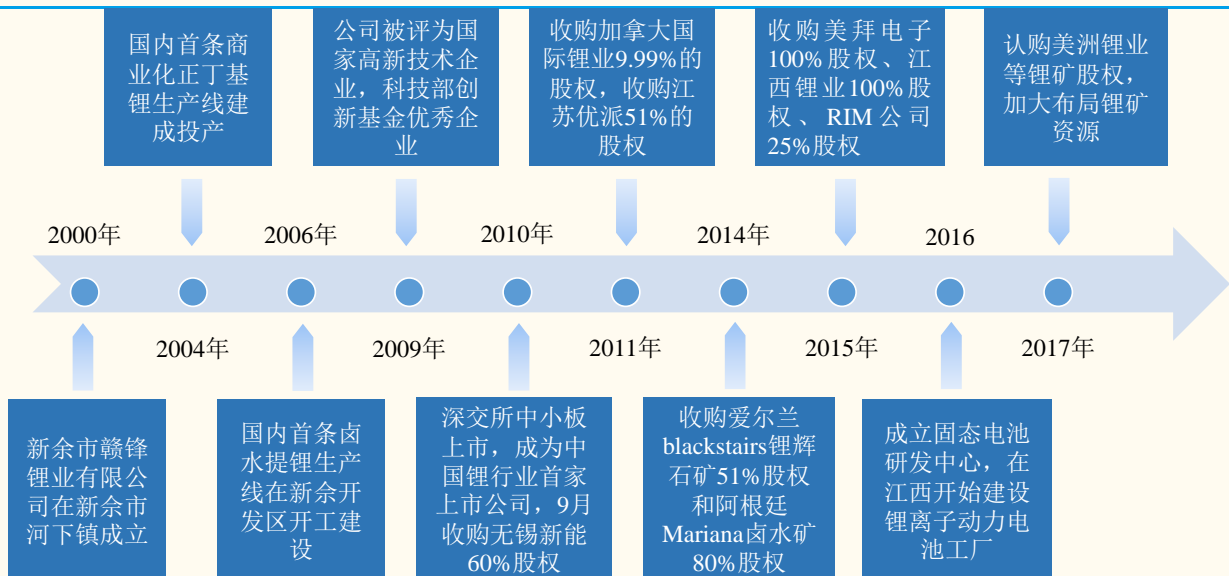 国内首条商
业化正丁基
锂生产线建
成投产
公司被评为国
家高新技术企
业，科技部创
新基金优秀企
业
收购加拿大国
际锂业9.99%的
股权，收购江
苏优派51%的
股权
收购美拜电子
100%股权、江
西锂业100%股
权、RIM公司
25%股权
认购美洲锂业
等锂矿股权，
加大布局锂矿
资源
2000年
2006年
2010年
2014年
2016
2004年
2009年
2011年
2015年
2017年
新余市赣锋
锂业有限公
司在新余市
河下镇成立
国内首条卤
水提锂生产
线在新余开
发区开工建
设
深交所中小板
上市，成为中
国锂行业首家
上市公司，9月
收购无锡新能
60%股权
收购爱尔兰
blackstairs锂辉
石矿51%股权
和阿根廷
Mariana卤水矿
80%股权
成立固态电池
研发中心，在
江西开始建设
锂离子动力电
池工厂